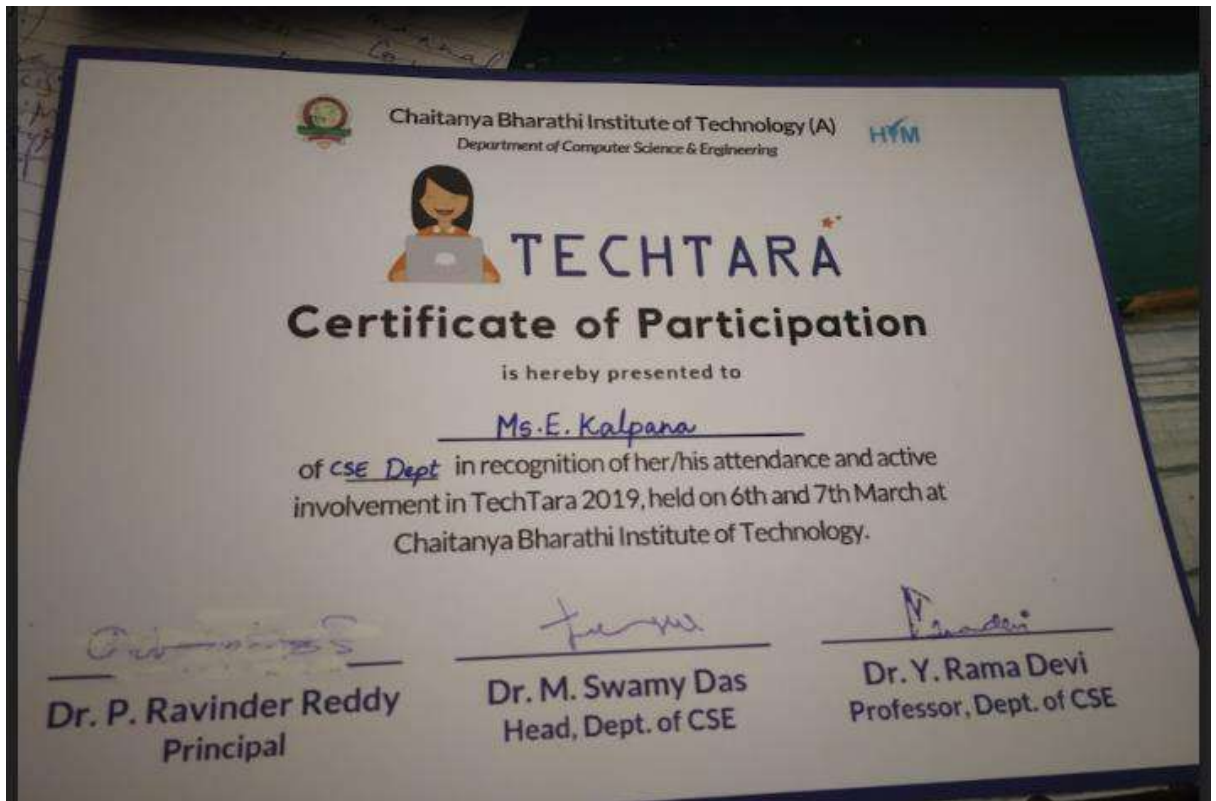 Chaitanya Bharathi Institute of Technology (A)
Department of Computer Science & Engineering
HYM
TECHTARA
Certificate of Participation
is hereby presented to
Ms. E. Kalpana
of CSE Dept in recognition of her/his attendance and active
involvement in TechTara 2019, held on 6th and 7th March at
Chaitanya Bharathi Institute of Technology.
Dr. P. Ravinder Reddy
Principal
Dr. M. Swamy Das
Head, Dept. of CSE
Dr. Y. Rama Devi
Professor, Dept. of CSE